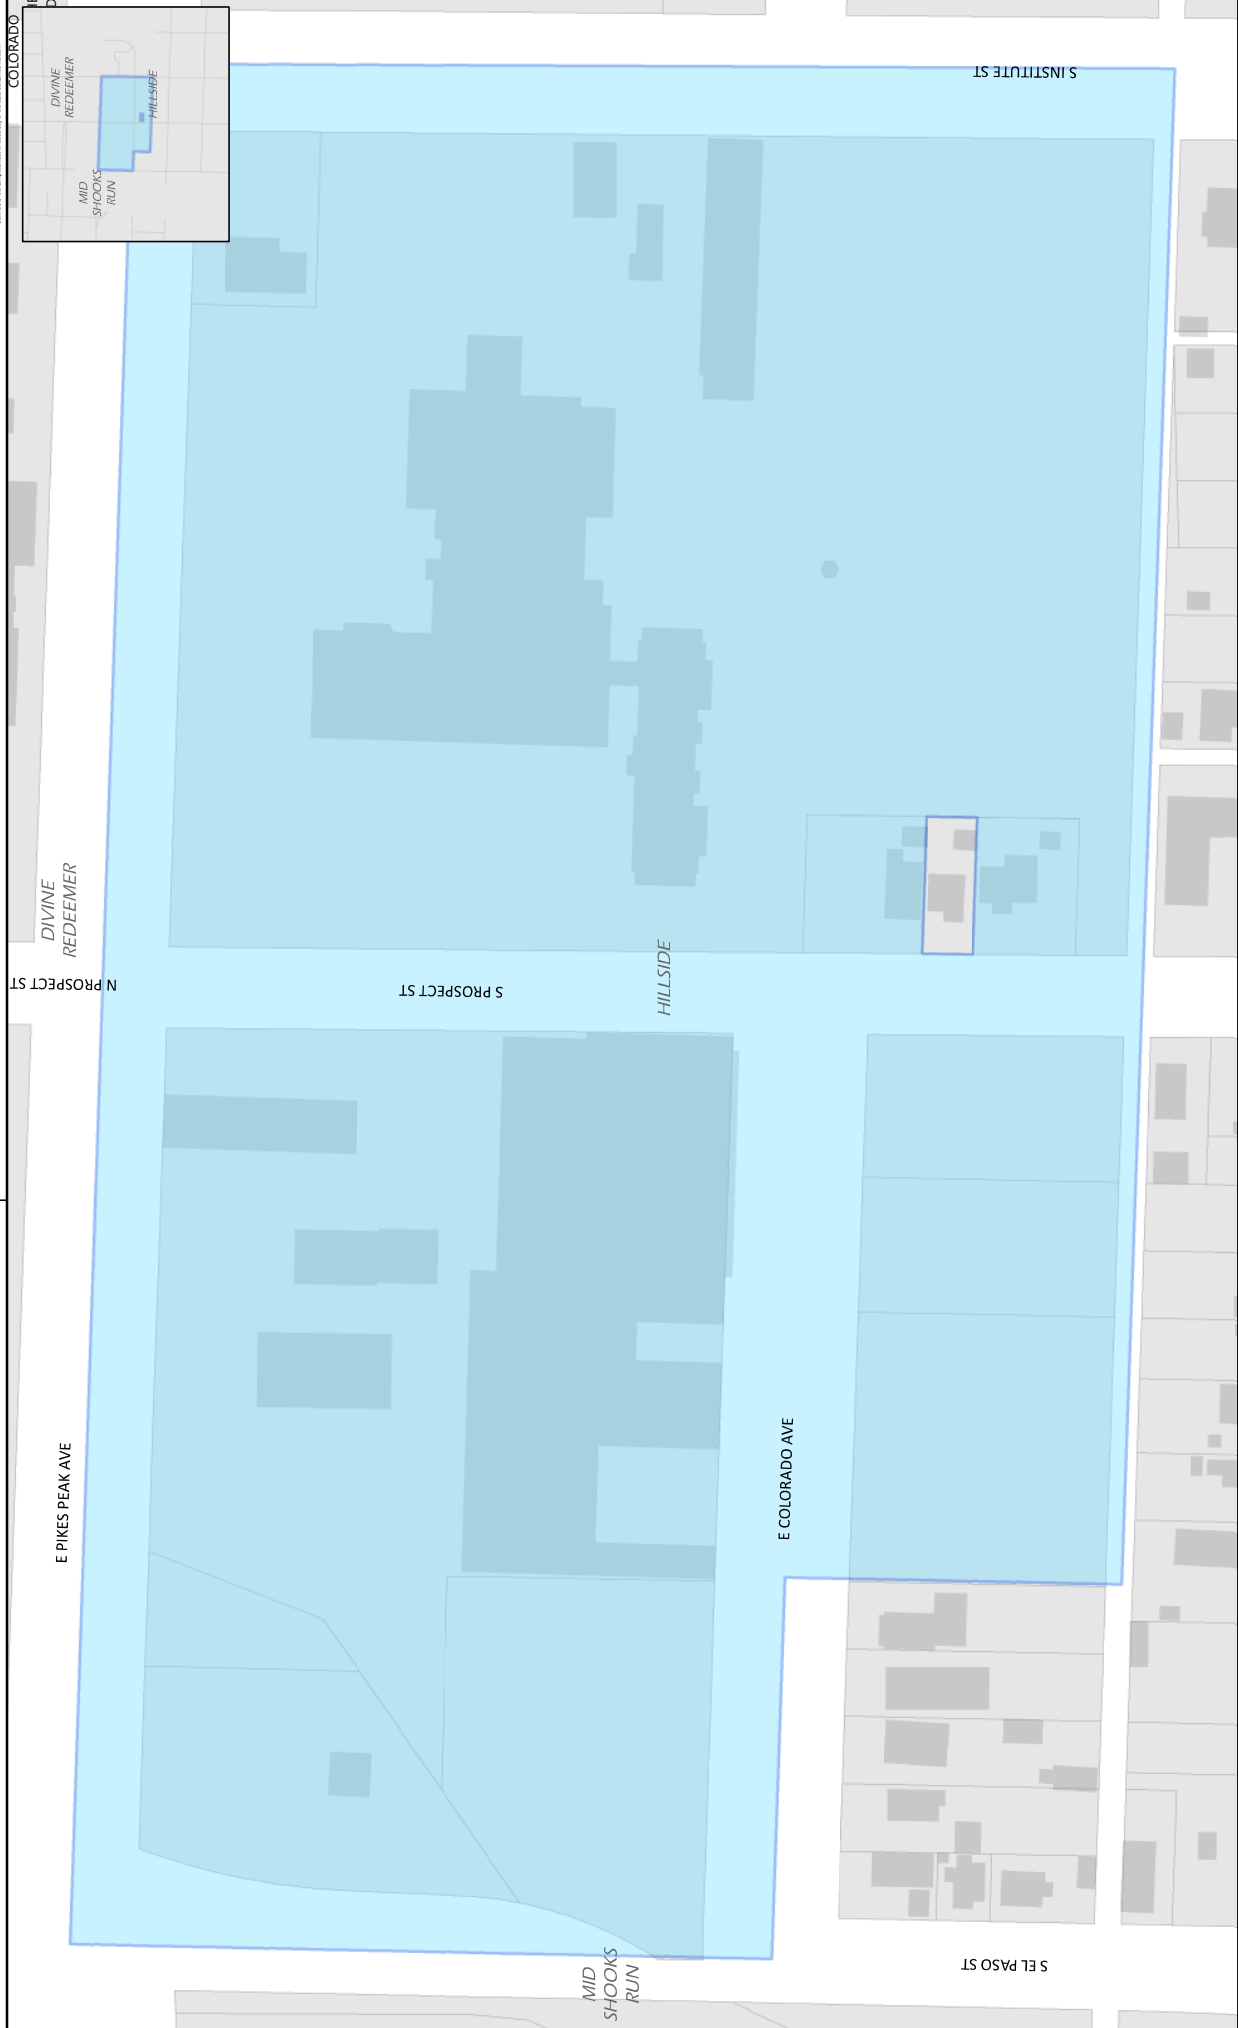 COLORADO
DIVINE
REDEEMER
HILLSIDE
MID
SHOOKS
RUN
S INSTITUTE ST
DIVINE
REDEEMER
N PROSPECT ST
S PROSPECT ST
HILLSIDE
E PIKES PEAK AVE
E COLORADO AVE
MID
SHOOKS
RUN
S EL PASO ST